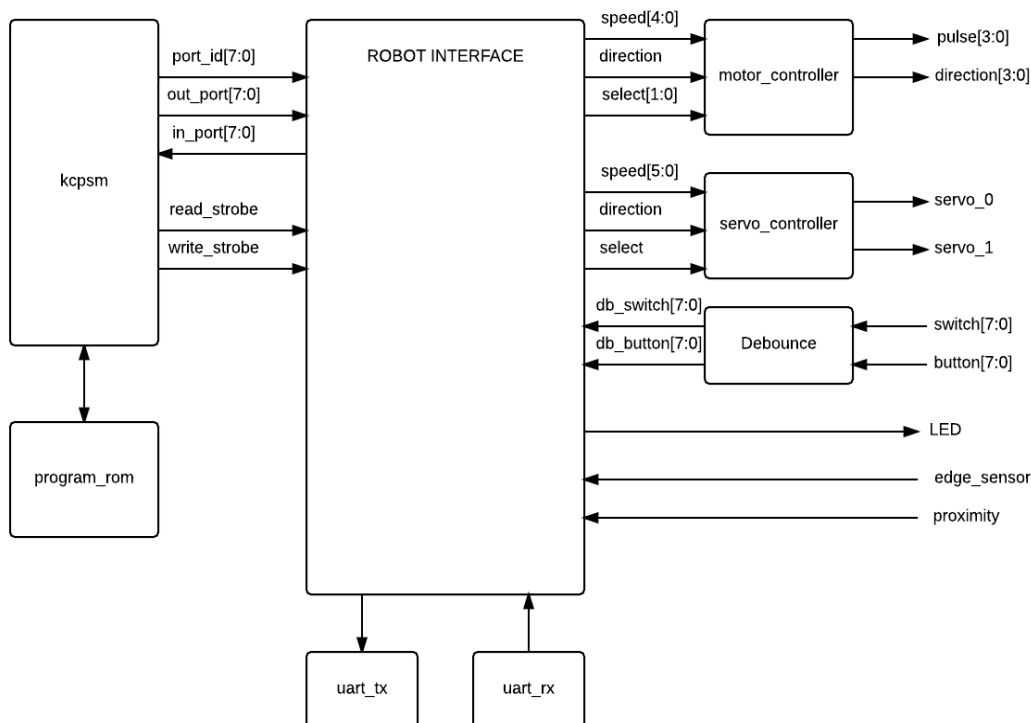 kcpsm
port_id[7:0]
out_port[7:0]
in_port[7:0]
read_strobe
write_strobe
program_rom
ROBOT INTERFACE
speed[4:0]
direction
select[1:0]
motor_controller
pulse[3:0]
direction[3:0]
speed[5:0]
direction
select
servo_controller
servo_0
servo_1
db_switch[7:0]
db_button[7:0]
Debounce
switch[7:0]
button[7:0]
LED
edge_sensor
proximity
uart_tx
uart_rx